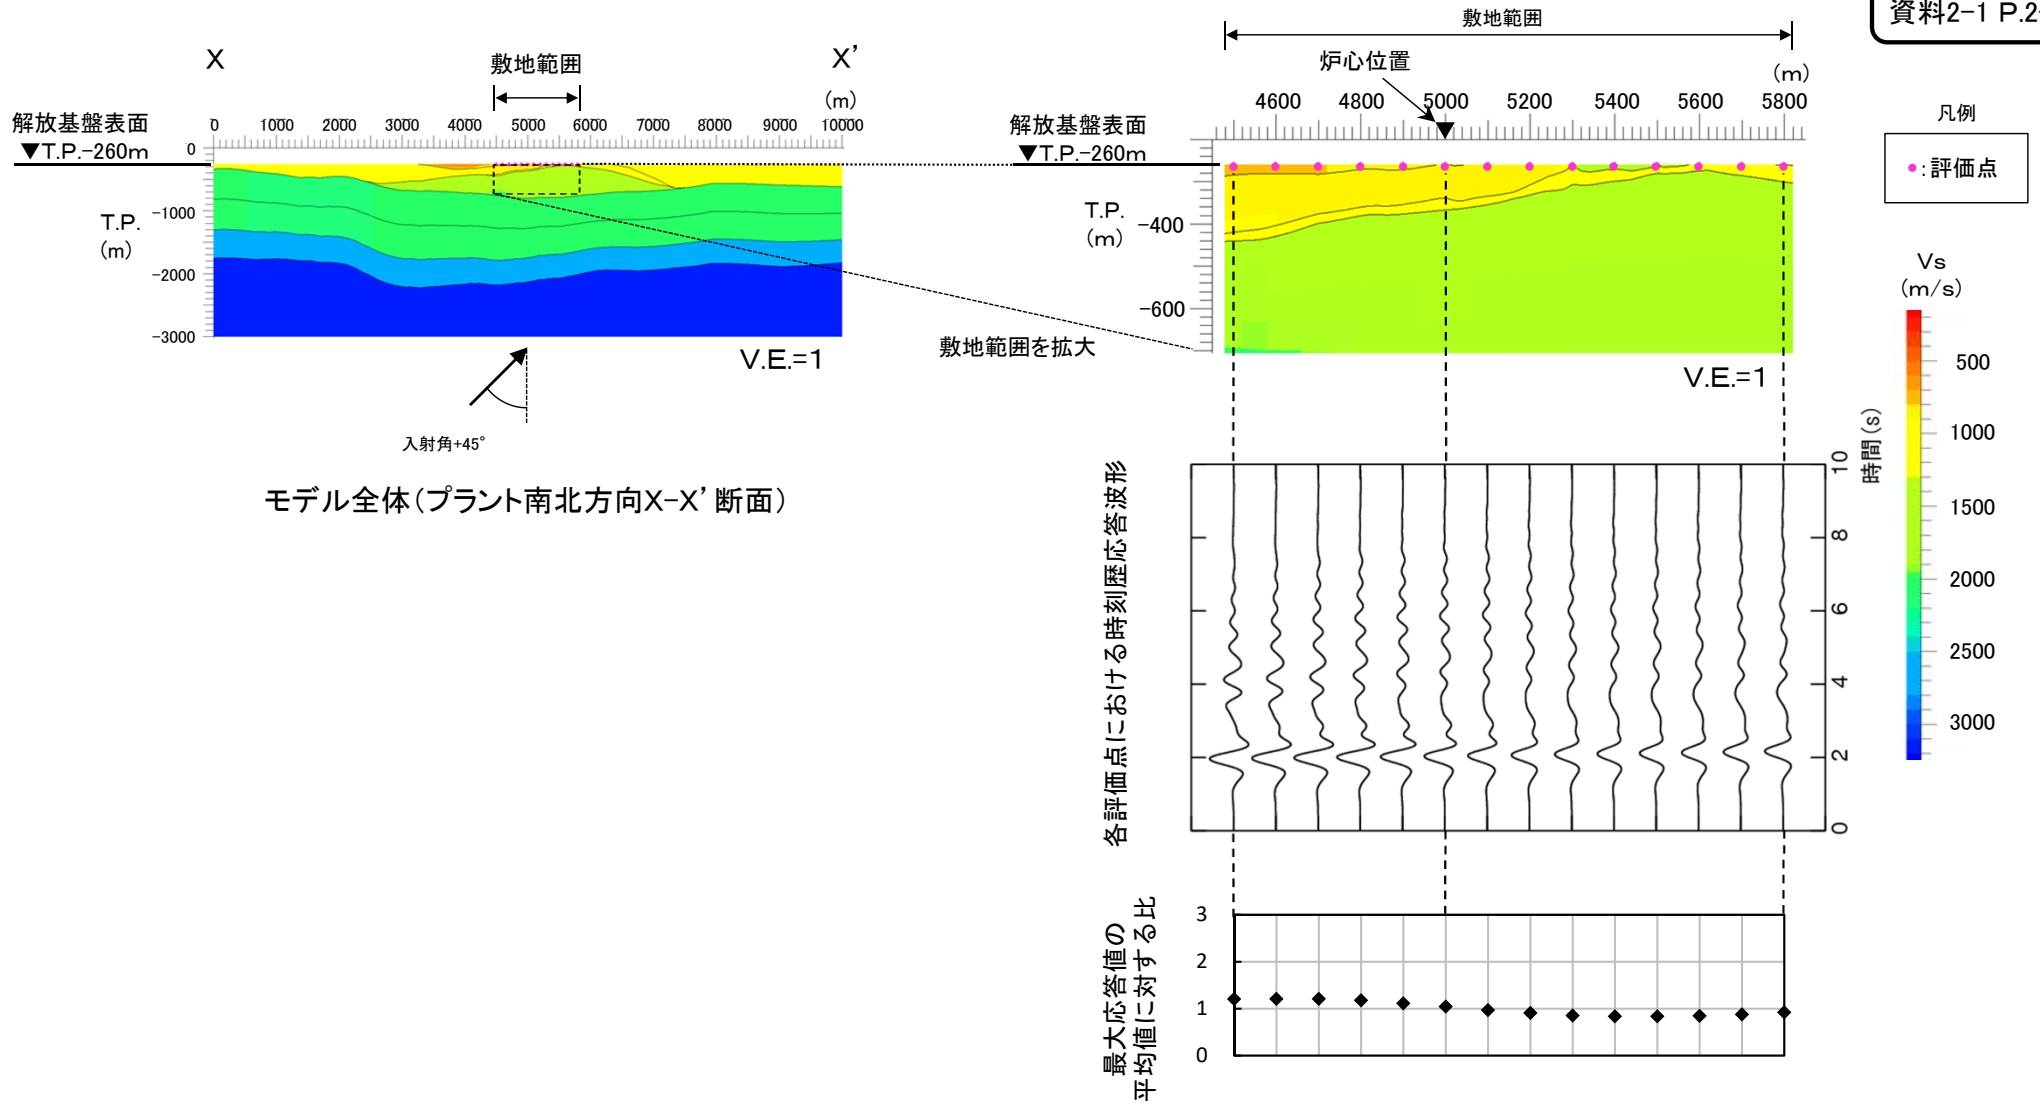 資料2-1 P.2
X
X’
敷地範囲
(m)
解放基盤表面
▼T.P.-260m
0 1000 2000 3000 4000 5000 6000 7000 8000 9000 10000
0
-1000
-2000
-3000
T.P.
(m)
V.E.=1
入射角+45°
モデル全体(プラント南北方向X-X’断面)
敷地範囲
炉心位置
(m)
4600 4800 5000 5200 5400 5600 5800
解放基盤表面
▼T.P.-260m
T.P.
(m)
-400
-600
敷地範囲を拡大
V.E.=1
凡例
●:評価点
Vs
(m/s)
500
1000
1500
2000
2500
3000
各評価点における時刻歴応答波形
時間(s)
0 2 4 6 8 10
最大応答値の
平均値に対する比
3
2
1
0